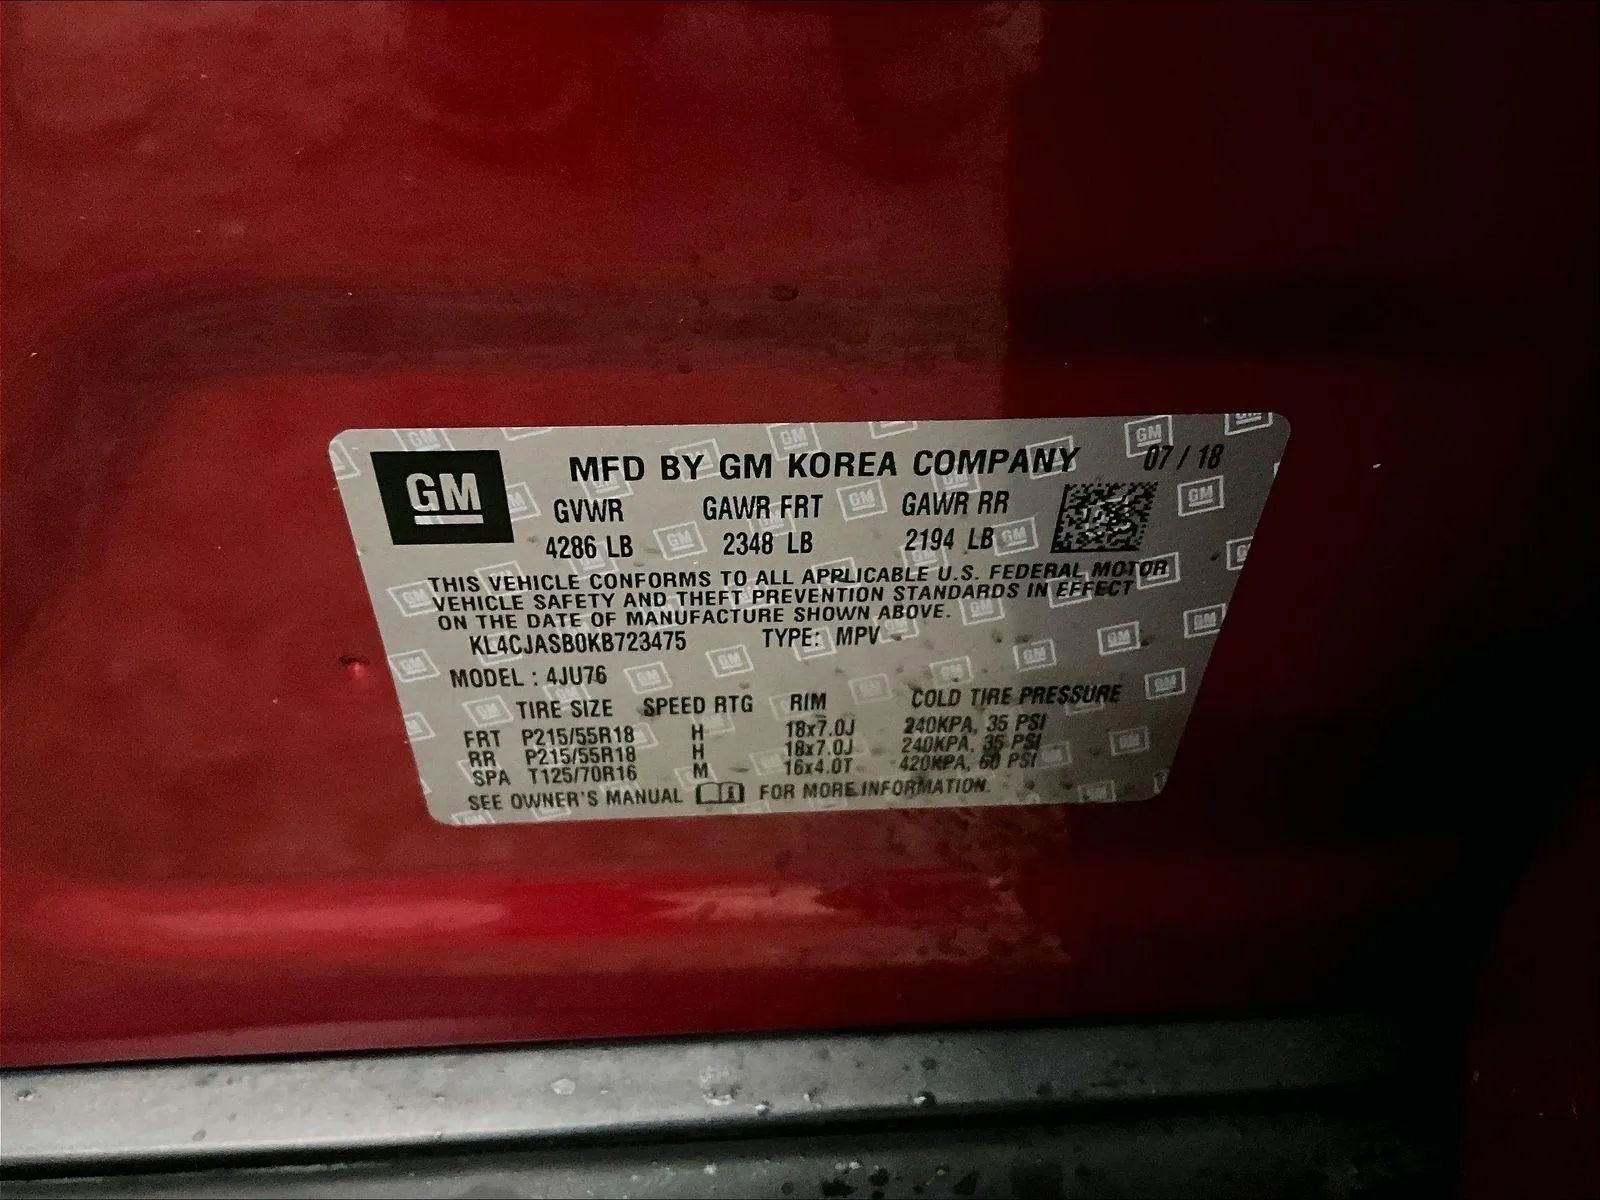 GM
MFD BY GM KOREA COMPANY 07 / 18
GVWR GAWR FRT GAWR RR
4286 LB 2348 LB 2194 LB
THIS VEHICLE CONFORMS TO ALL APPLICABLE U.S. FEDERAL MOTOR
VEHICLE SAFETY AND THEFT PREVENTION STANDARDS IN EFFECT
ON THE DATE OF MANUFACTURE SHOWN ABOVE.
KL4CJASB0KB723475 TYPE: MPV
MODEL : 4JU76
TIRE SIZE SPEED RTG RIM COLD TIRE PRESSURE
FRT P215/55R18 H 18x7.0J 240KPA, 35 PSI
RR P215/55R18 H 18x7.0J 240KPA, 35 PSI
SPA T125/70R16 M 16x4.0T 420KPA, 60 PSI
SEE OWNER'S MANUAL FOR MORE INFORMATION.